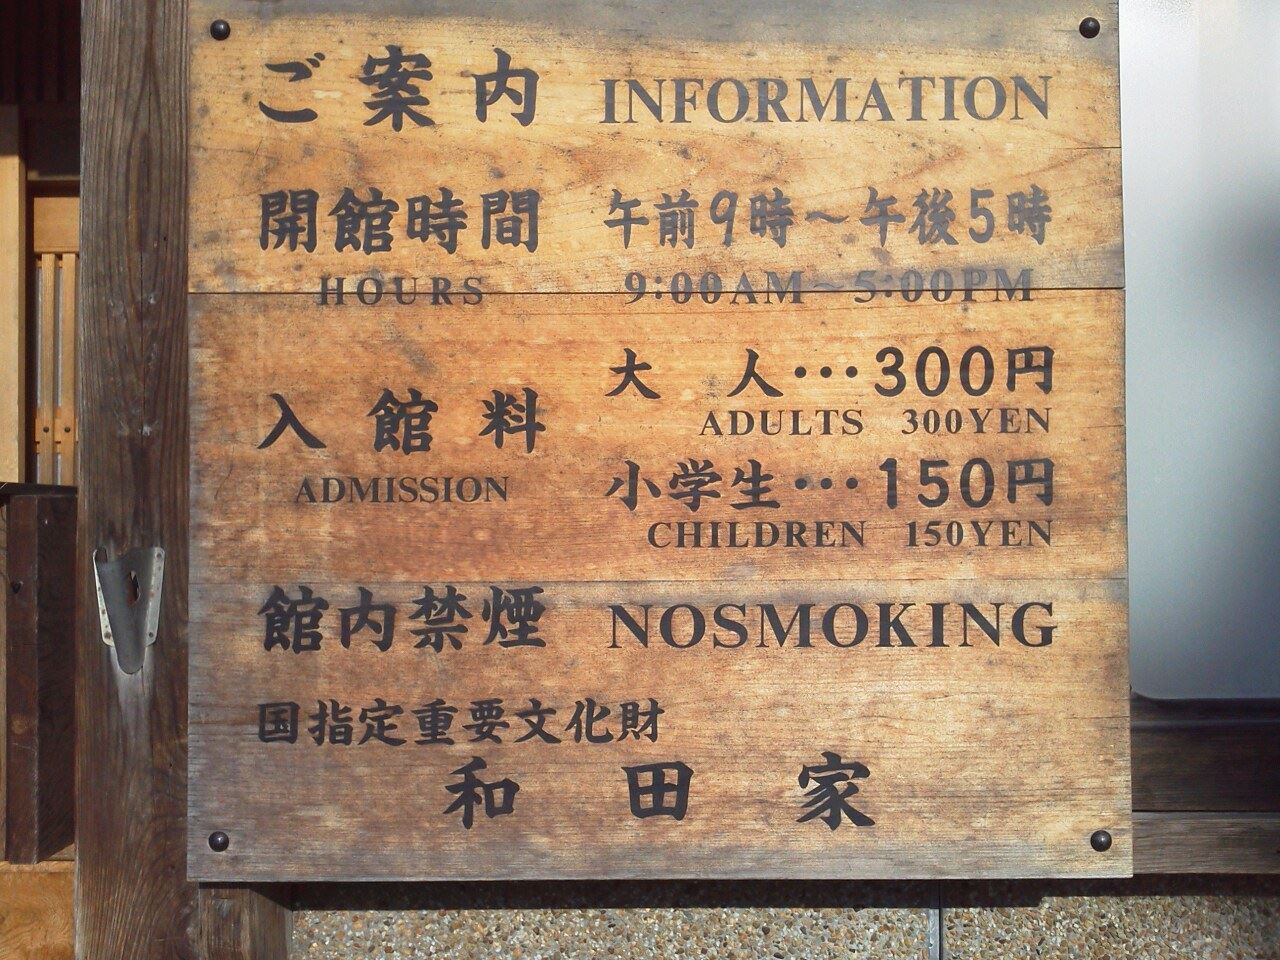 ご案内 INFORMATION
開館時間 午前9時～午後5時
HOURS 9:00AM～5:00PM
大人･･･300円
ADULTS 300YEN
入館料
ADMISSION
小学生･･･150円
CHILDREN 150YEN
館内禁煙 NOSMOKING
国指定重要文化財
和田家